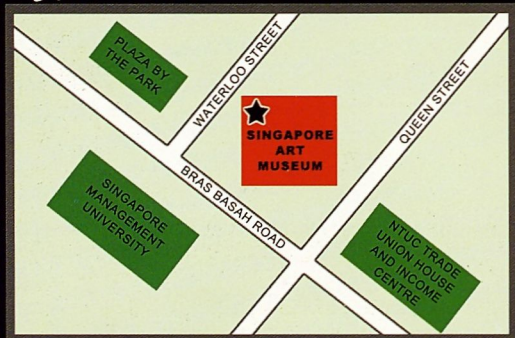 PLAZA BY
THE PARK
WATERLOO STREET
QUEEN STREET
SINGAPORE
ART
MUSEUM
BRAS BASAH ROAD
SINGAPORE
MANAGEMENT
UNIVERSITY
NTUC TRADE
UNION HOUSE
AND INCOME
CENTRE